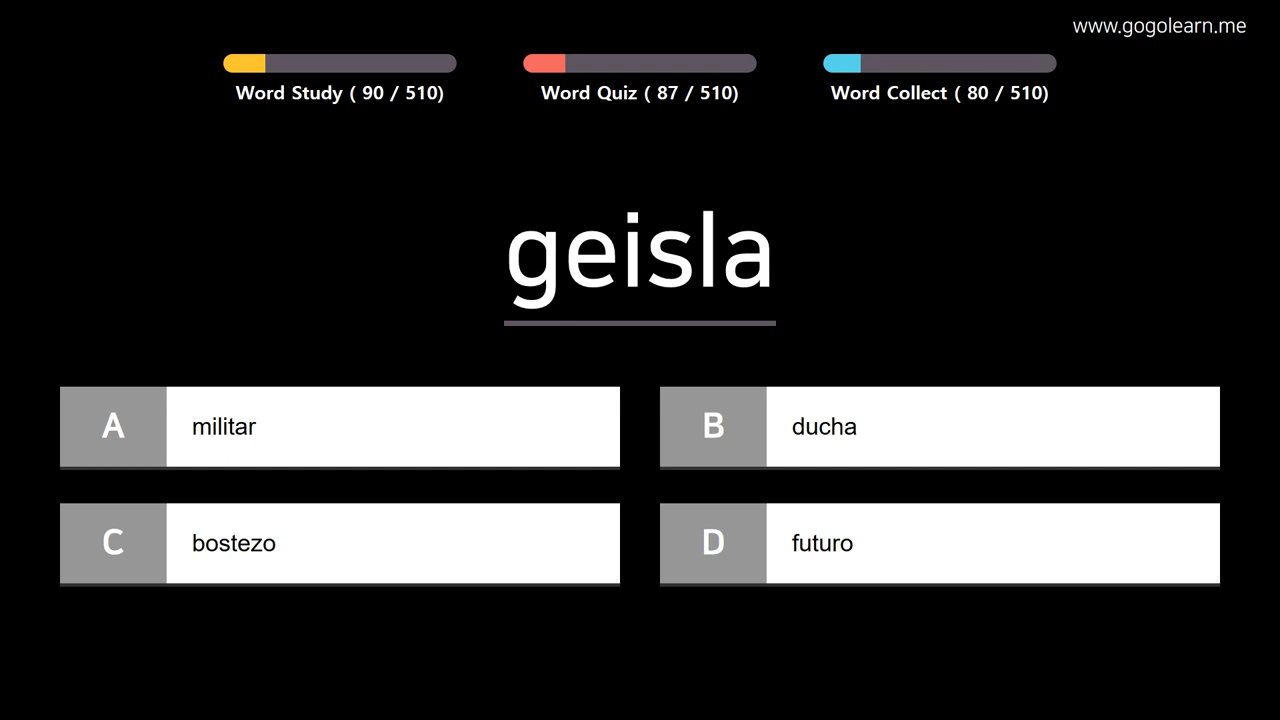 www.gogolearn.me
Word Study ( 90 / 510)
Word Quiz ( 87 / 510)
Word Collect ( 80 / 510)
geisla
A militar
B ducha
C bostezo
D futuro